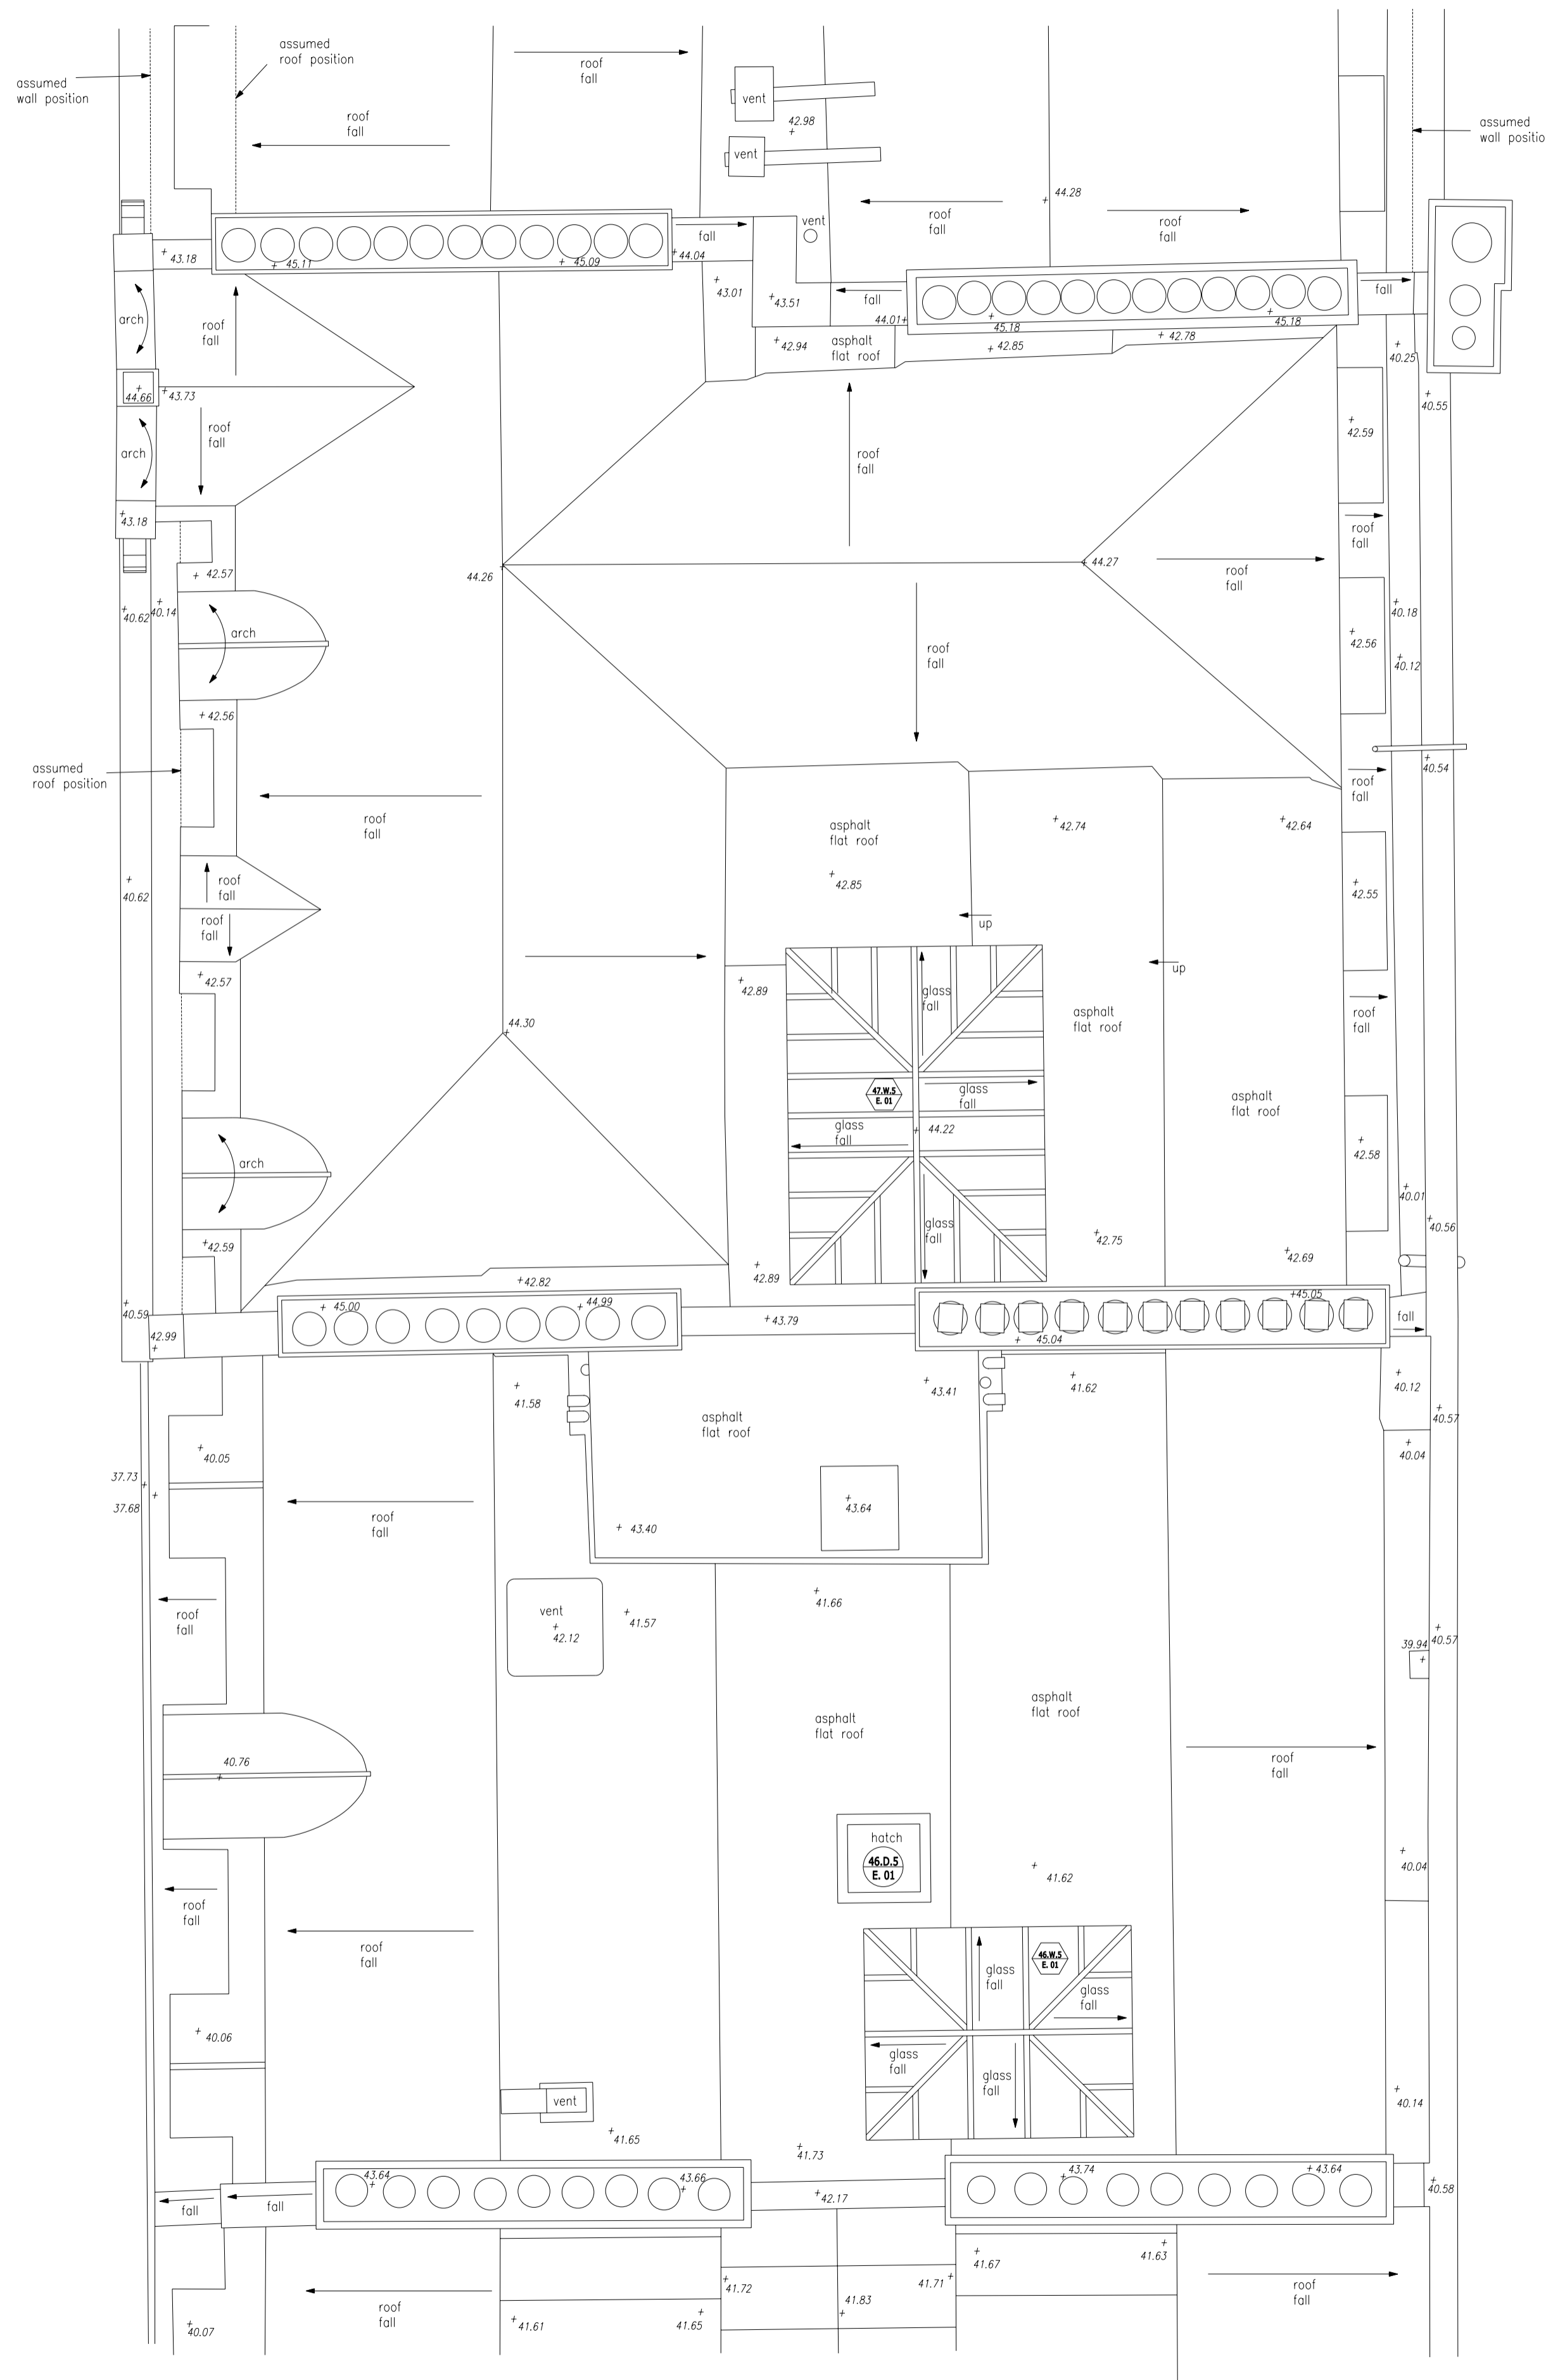 assumed
wall position
assumed
roof position
roof
fall
roof
fall
vent
42.98
vent
assumed
wall positio
44.28
roof
fall
roof
fall
vent
43.18
45.11
45.09
fall
44.04
43.01
43.51
fall
44.01
45.18
45.18
fall
arch
roof
fall
42.94
asphalt
flat roof
42.85
42.78
40.25
44.66
43.73
40.55
roof
fall
arch
roof
fall
42.59
43.18
roof
fall
42.57
44.26
44.27
roof
fall
40.62
40.14
arch
roof
fall
40.18
42.56
40.12
42.56
assumed
roof position
roof
fall
40.54
roof
fall
asphalt
flat roof
42.74
42.64
42.85
42.55
40.62
roof
fall
roof
fall
up
up
42.57
42.89
glass
fall
asphalt
flat roof
roof
fall
44.30
47.W.5
E. 01
glass
fall
asphalt
flat roof
glass
fall
44.22
42.58
arch
40.01
glass
fall
42.75
40.56
42.59
42.89
42.69
42.82
40.59
45.00
44.99
43.79
45.05
fall
42.99
45.04
41.58
43.41
41.62
40.12
40.57
asphalt
flat roof
40.05
40.04
37.73
37.68
roof
fall
43.64
43.40
roof
fall
vent
42.12
41.57
41.66
39.94
40.57
asphalt
flat roof
asphalt
flat roof
40.76
roof
fall
hatch
46.D.5
E. 01
41.62
40.04
roof
fall
roof
fall
glass
fall
46.W.5
E. 01
glass
fall
40.06
glass
fall
glass
fall
vent
40.14
41.65
41.73
43.64
43.66
43.74
43.64
fall
fall
42.17
40.58
41.67
41.63
roof
fall
41.72
41.71
roof
fall
41.83
40.07
41.61
41.65